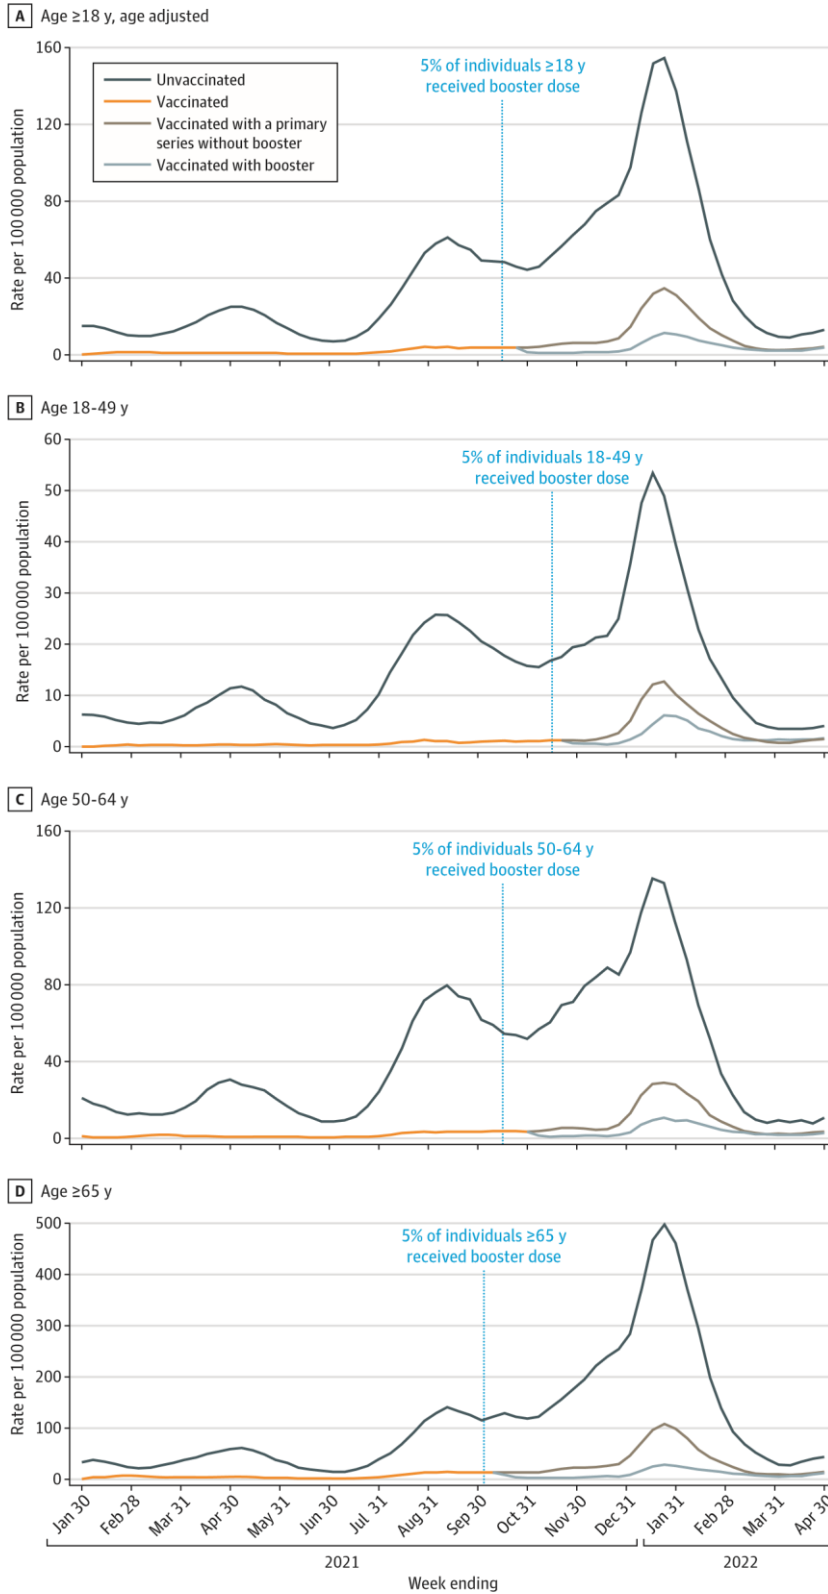 A Age ≥18 y, age adjusted
Rate per 100 000 population
160
120
80
40
0
Unvaccinated
Vaccinated
Vaccinated with a primary
series without booster
Vaccinated with booster
5% of individuals ≥18 y
received booster dose
B Age 18-49 y
Rate per 100 000 population
60
50
40
30
20
10
0
5% of individuals 18-49 y
received booster dose
C Age 50-64 y
Rate per 100 000 population
160
120
80
40
0
5% of individuals 50-64 y
received booster dose
D Age ≥65 y
Rate per 100 000 population
500
400
300
200
100
0
5% of individuals ≥65 y
received booster dose
Jan 30
Feb 28
Mar 31
Apr 30
May 31
Jun 30
Jul 31
Aug 31
Sep 30
Oct 31
Nov 30
Dec 31
Jan 31
Feb 28
Mar 31
Apr 30
2021
2022
Week ending